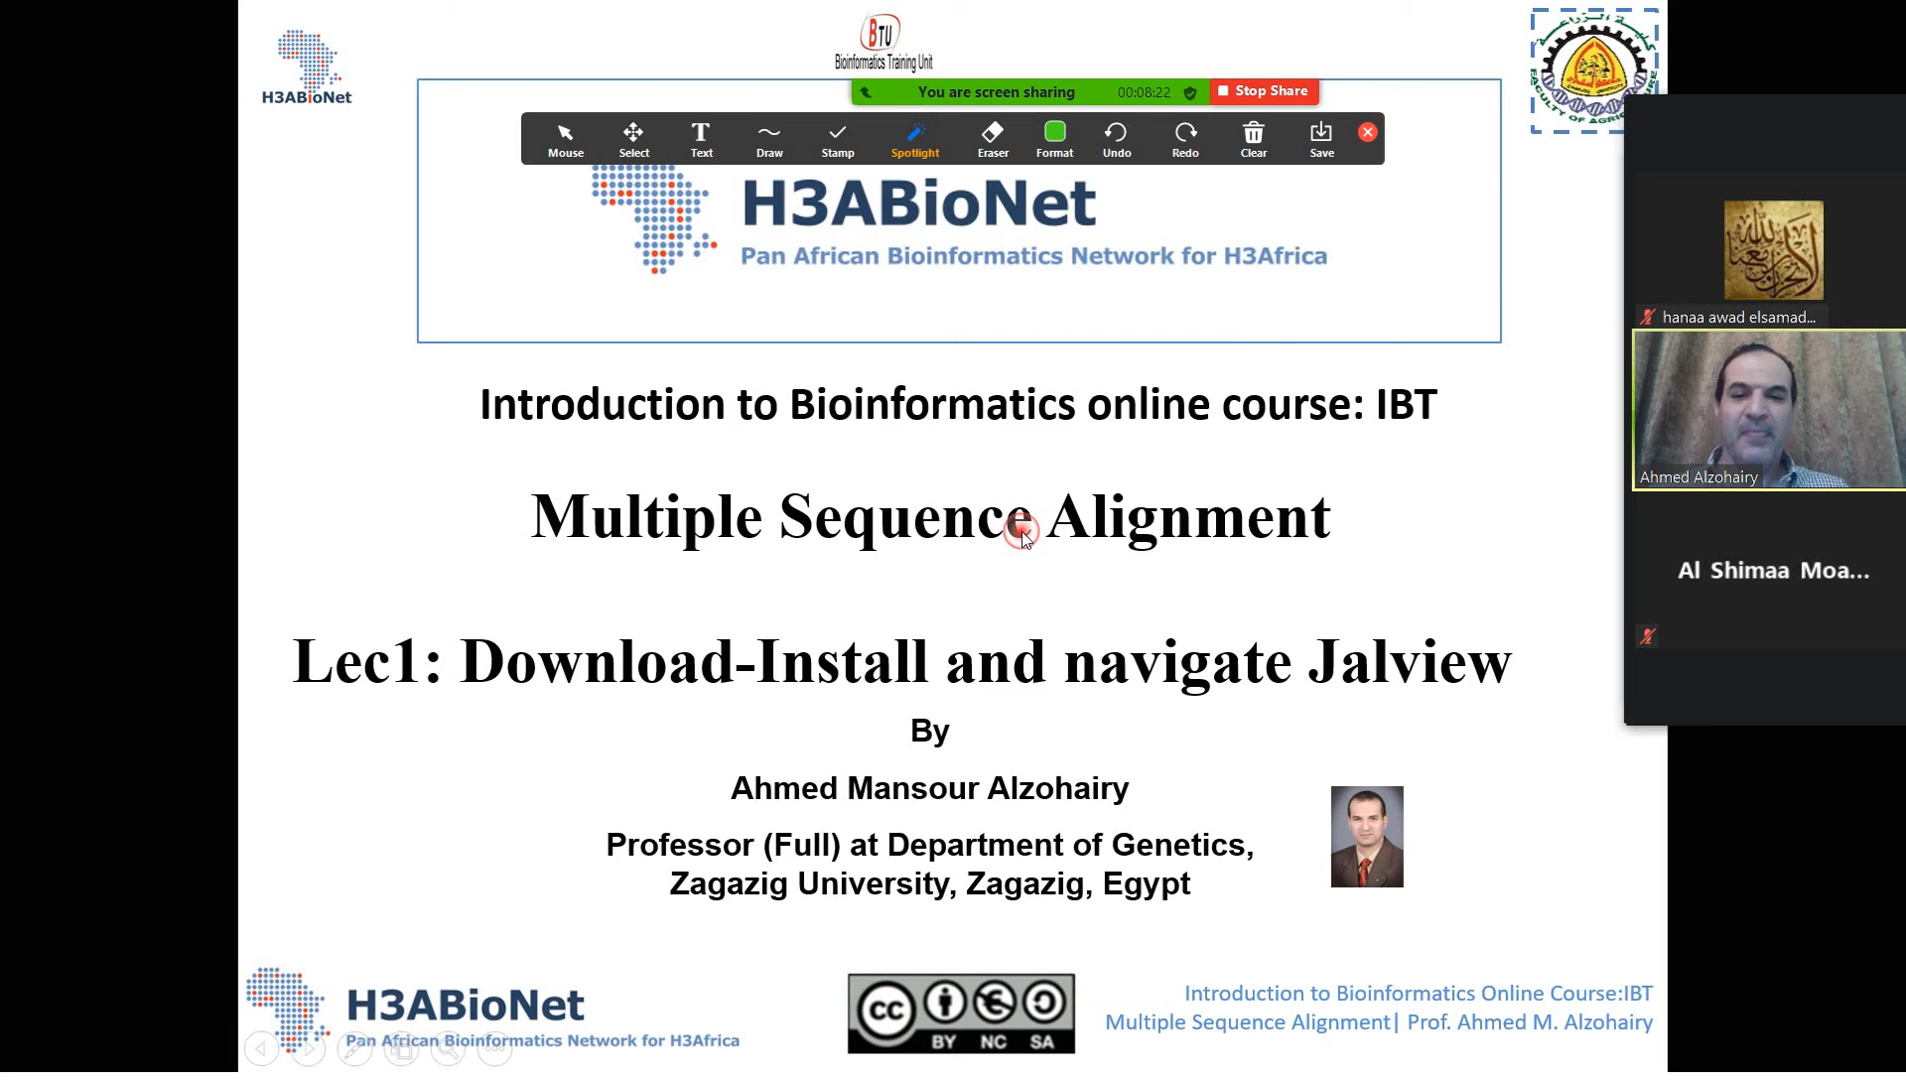 H3ABioNet
BTU
Bioinformatics Training Unit
You are screen sharing 00:08:22 Stop Share
Mouse Select Text Draw Stamp Spotlight Eraser Format Undo Redo Clear Save
H3ABioNet
Pan African Bioinformatics Network for H3Africa
hanaa awad elsamad...
Ahmed Alzohairy
Al Shimaa Moa...
Introduction to Bioinformatics online course: IBT
Multiple Sequence Alignment
Lec1: Download-Install and navigate Jalview
By
Ahmed Mansour Alzohairy
Professor (Full) at Department of Genetics,
Zagazig University, Zagazig, Egypt
H3ABioNet
Pan African Bioinformatics Network for H3Africa
cc
BY NC SA
Introduction to Bioinformatics Online Course:IBT
Multiple Sequence Alignment| Prof. Ahmed M. Alzohairy